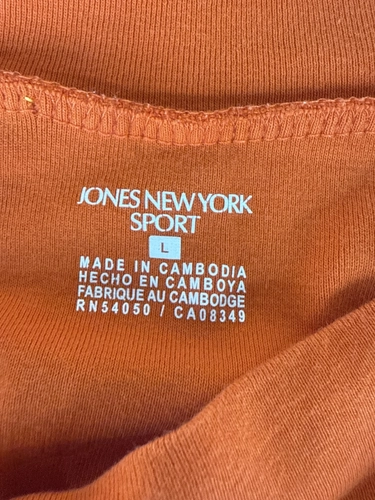 JONES NEW YORK
SPORT
L
MADE IN CAMBODIA
HECHO EN CAMBOYA
FABRIQUE AU CAMBODGE
RN54050 / CA08349